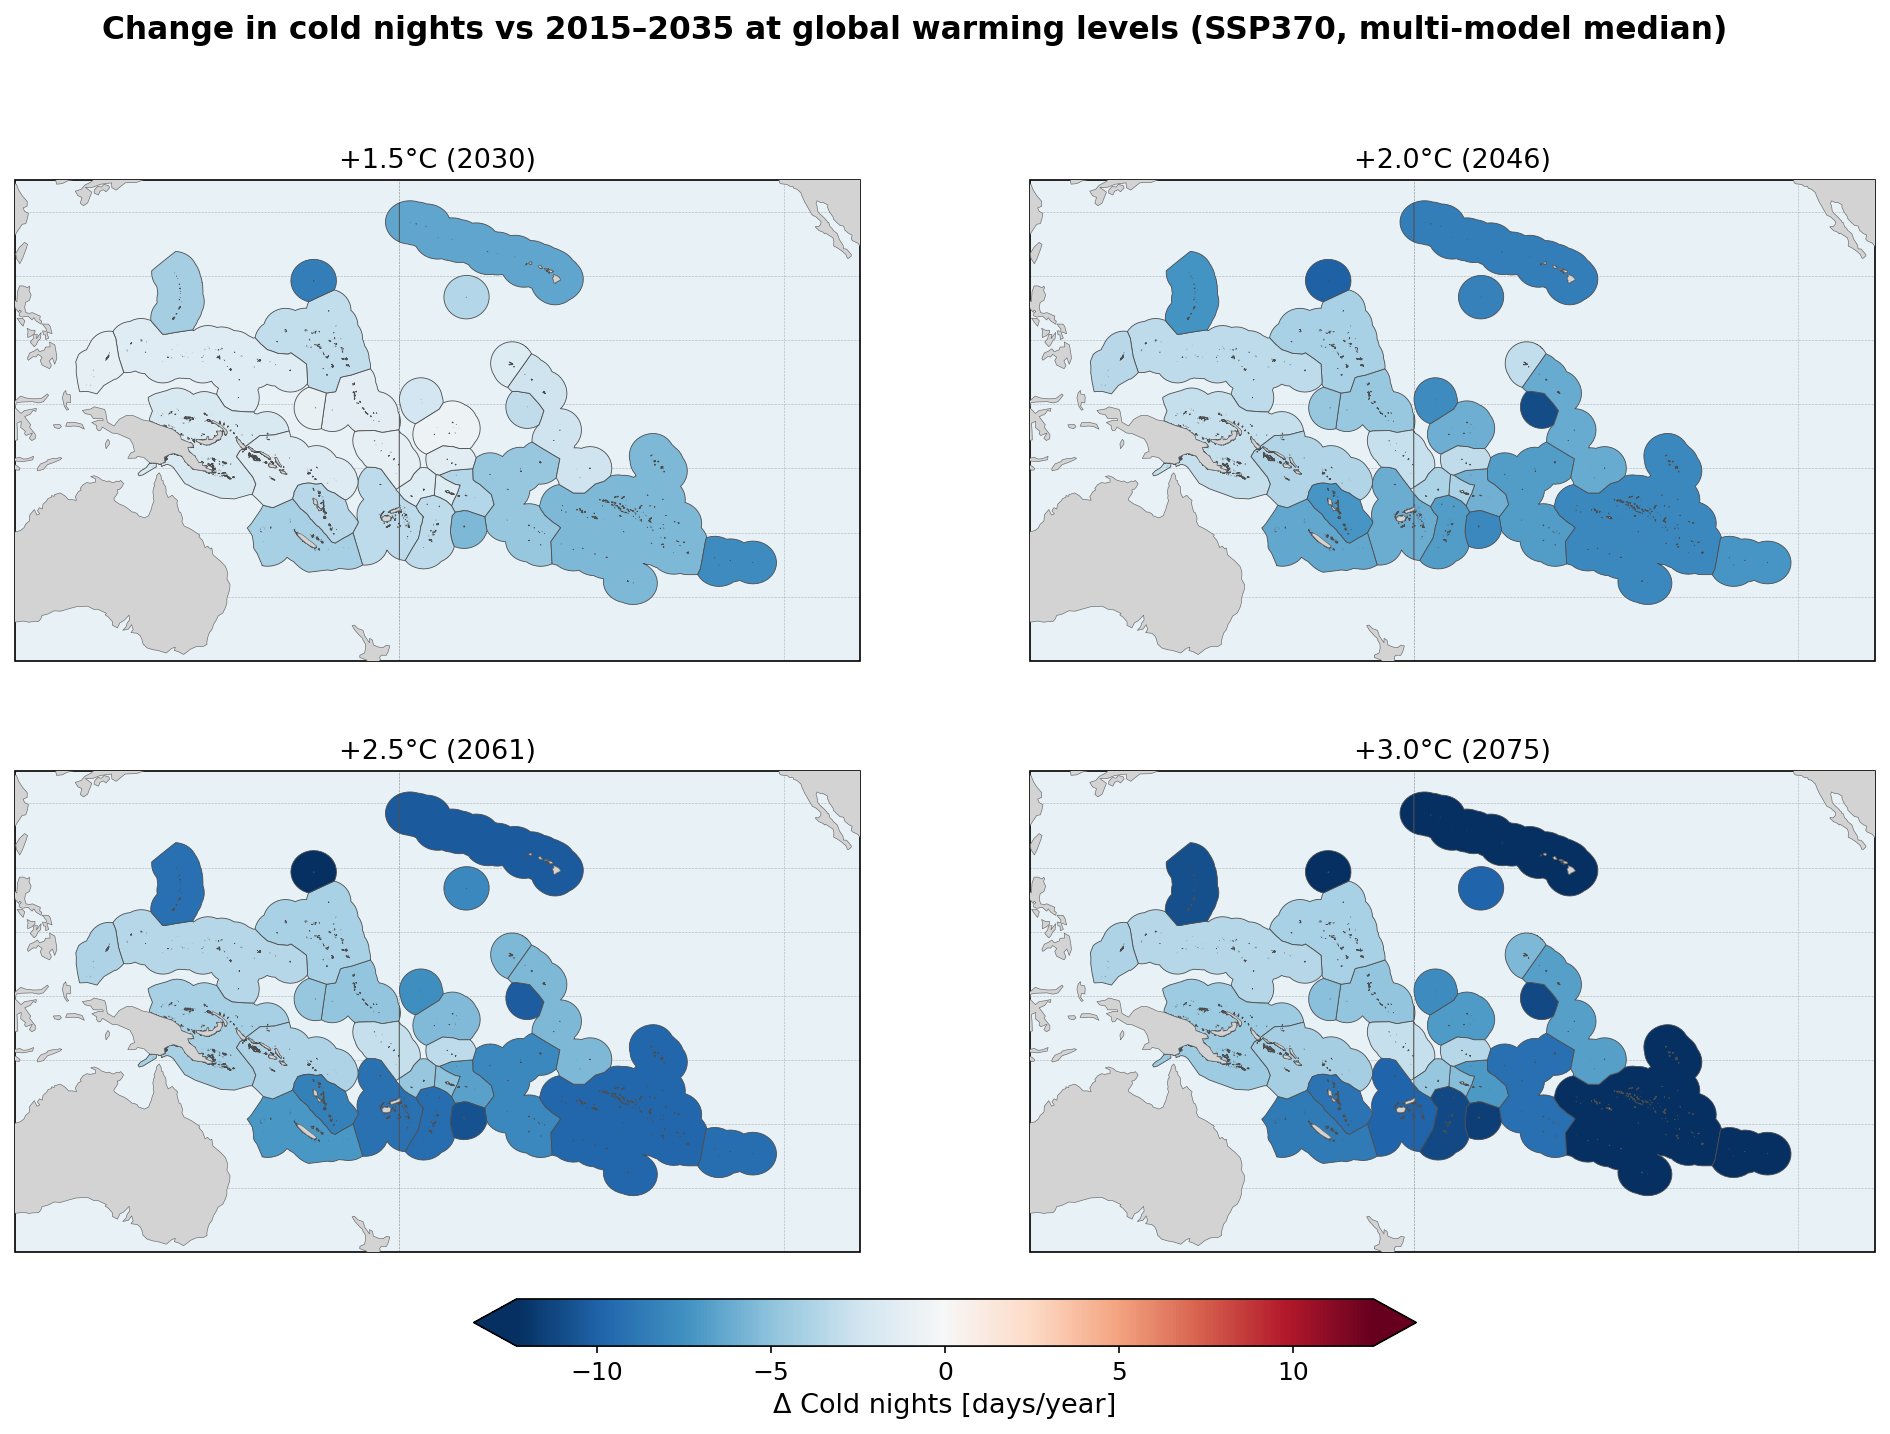 Change in cold nights vs 2015–2035 at global warming levels (SSP370, multi-model median)
+1.5°C (2030)
+2.0°C (2046)
+2.5°C (2061)
+3.0°C (2075)
−10 −5 0 5 10
Δ Cold nights [days/year]